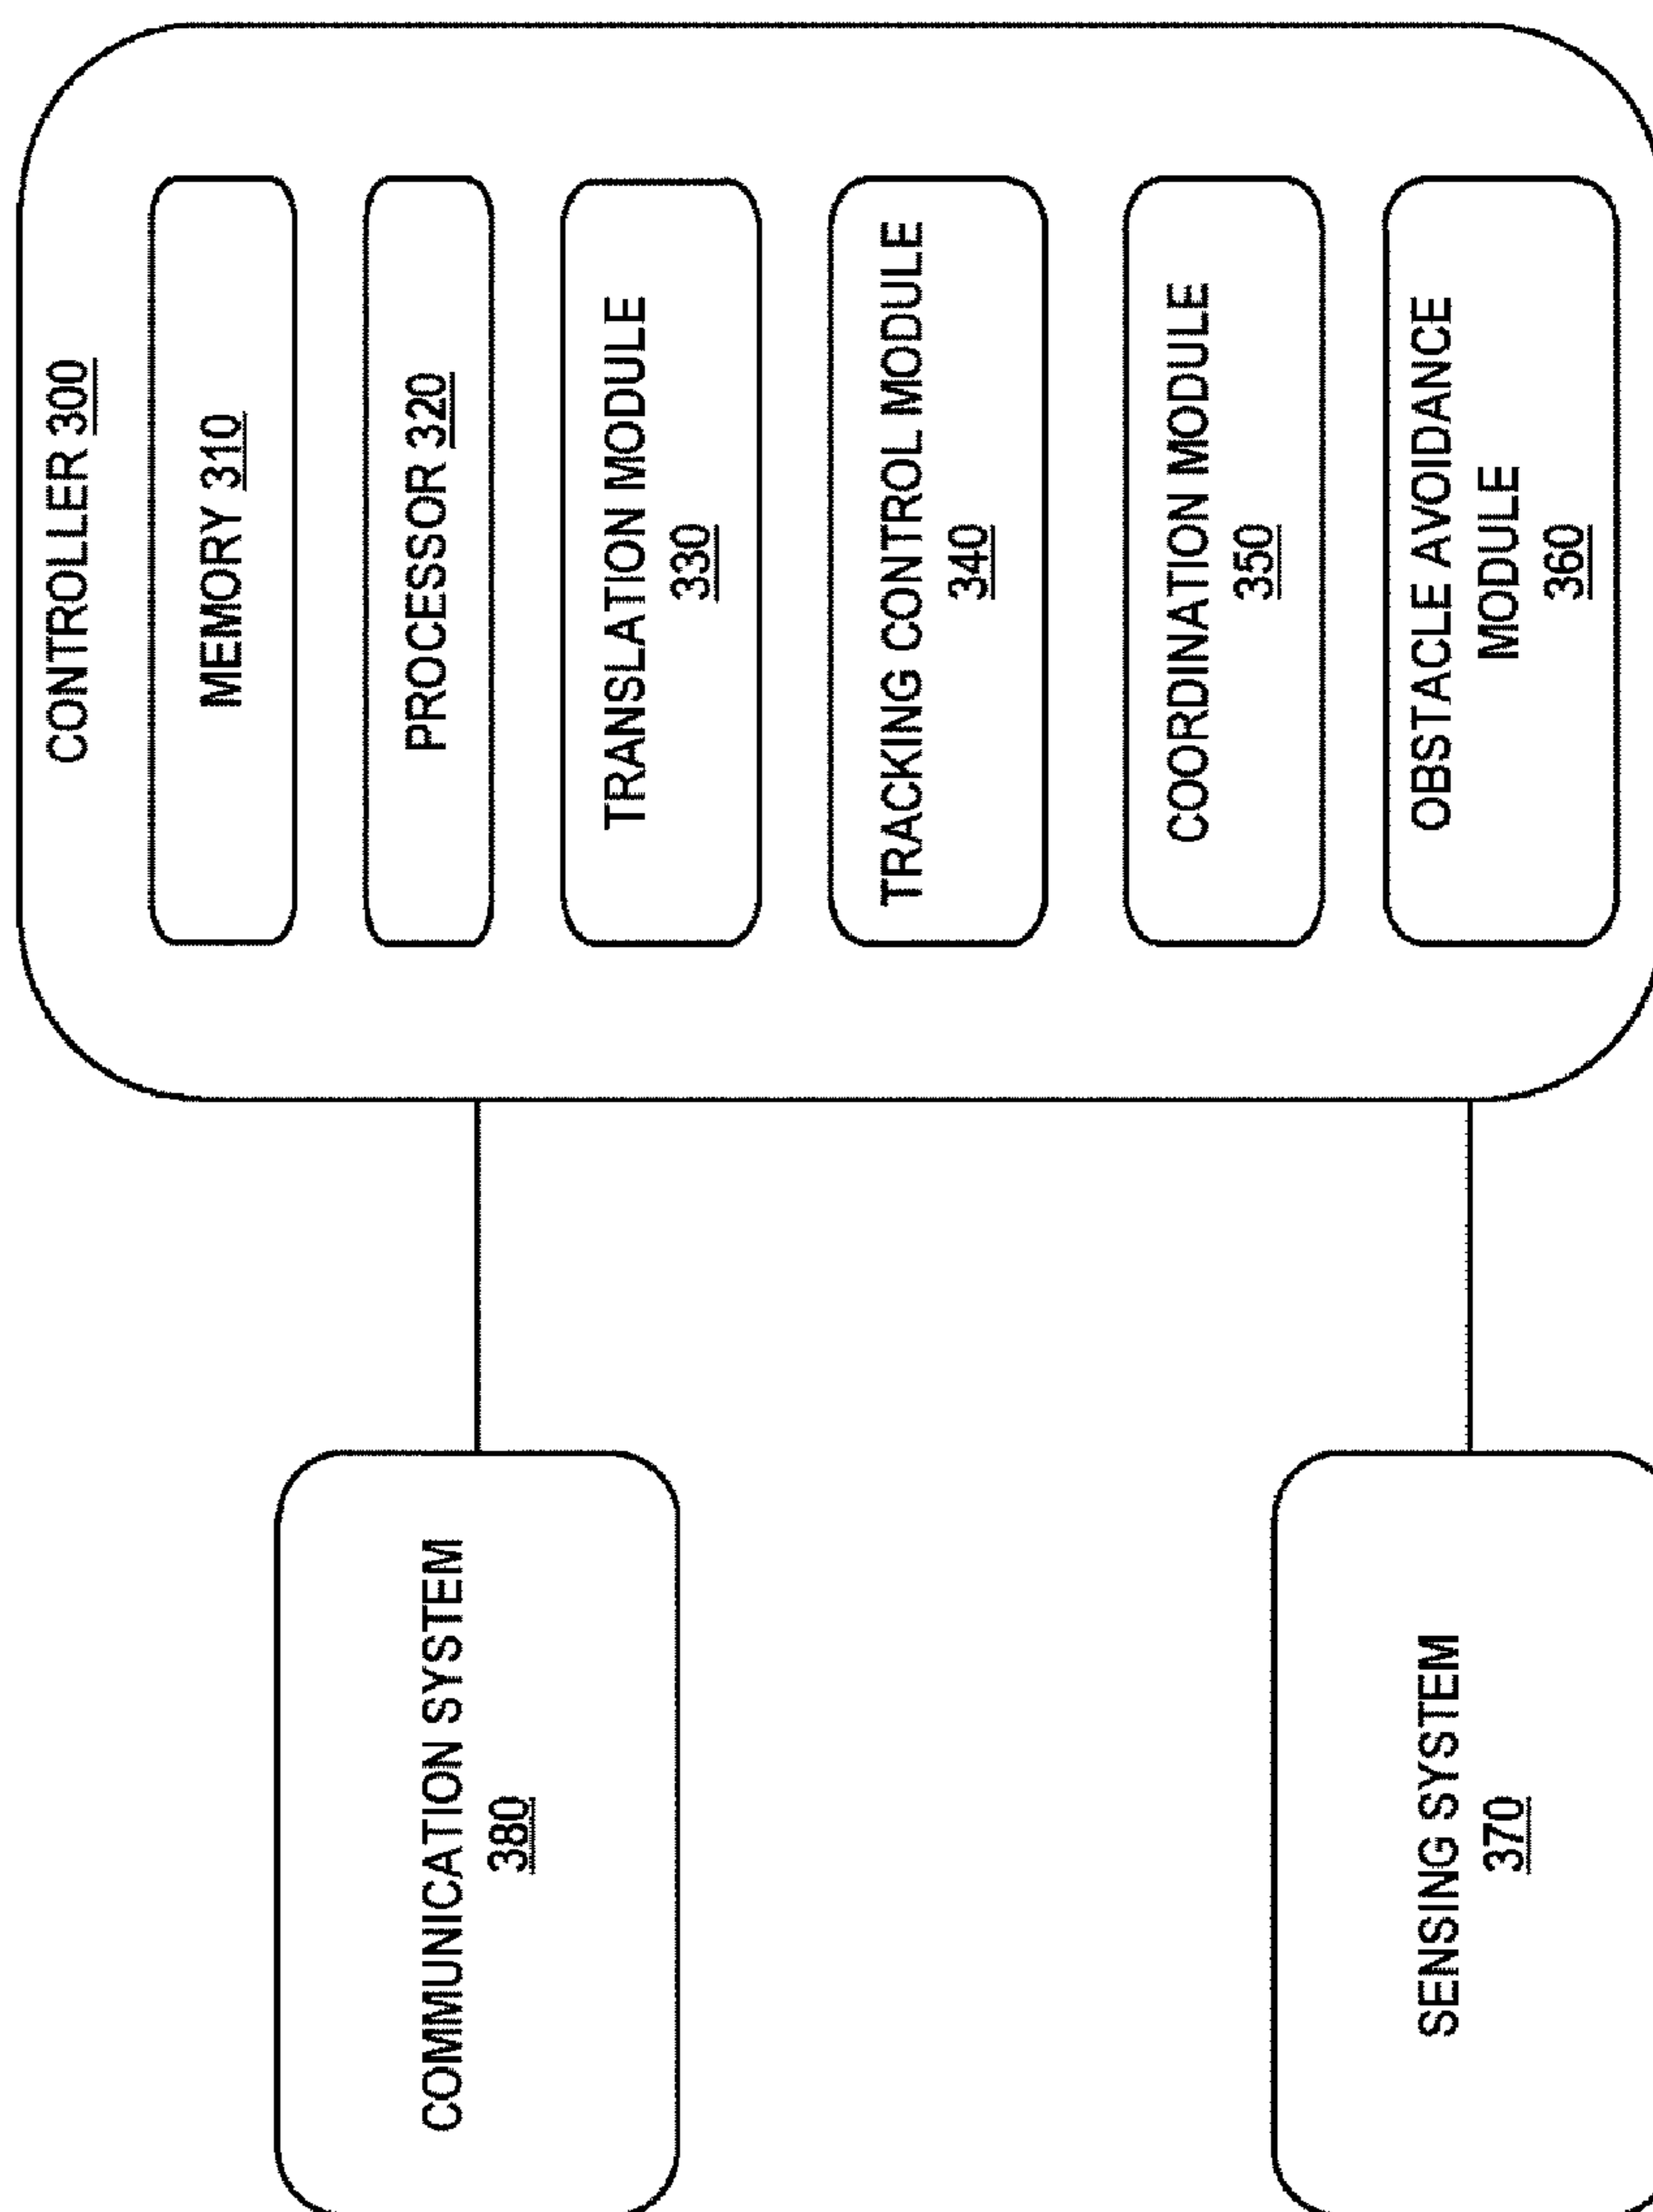 CONTROLLER 300
MEMORY 310
PROCESSOR 320
TRANSLATION MODULE
330
TRACKING CONTROL MODULE
340
COORDINATION MODULE
350
OBSTACLE AVOIDANCE
MODULE
360
COMMUNICATION SYSTEM
380
SENSING SYSTEM
370